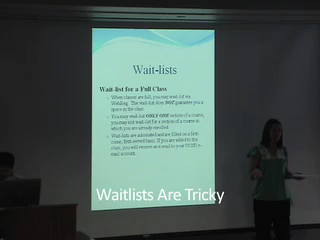 Wait-lists
Wait-list for a Full Class
When classes are full, you may wait-list via
WebReg. The wait-list does NOT guarantee you a
space in the class.
You may wait-list ONLY ONE section of a course,
you may not wait-list for a section of a course in
which you are already enrolled.
Wait-lists are automated and are filled on a first-
come, first-served basis. If you are added to the
class, you will receive an e-mail to your UCSD e-
mail account.
Waitlists Are Tricky